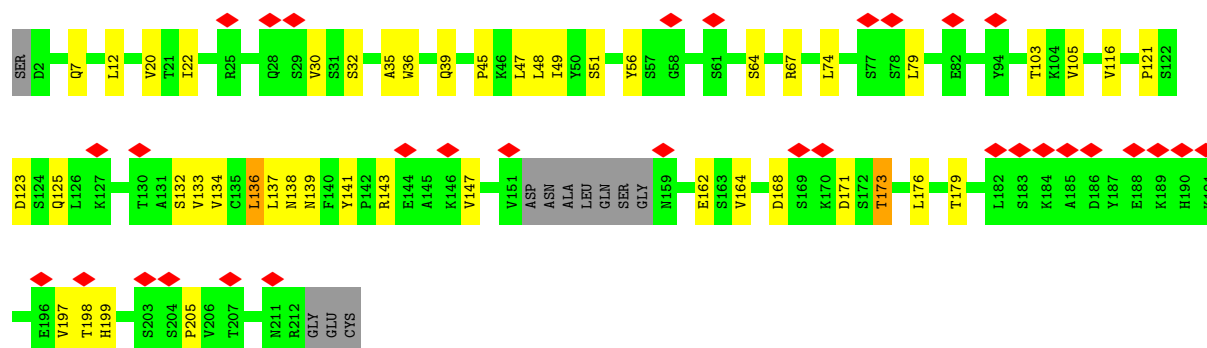 SER D2 Q7 L12 V20 T21 I22 R25 Q28 S29 V30 S31 S32 A35 W36 Q39 P45 K46 L47 L48 I49 Y50 S51 Y56 S57 G58 S61 S64 R67 L74 S77 S78 L79 E82 Y94 T103 K104 V105 V116 P121 S122
D123 S124 Q125 L126 K127 T130 A131 S132 V133 V134 C135 L136 L137 N138 N139 F140 Y141 P142 R143 E144 A145 K146 V147 V151 ASP ASN ALA LEU GLN SER GLY N159 E162 S163 V164 D168 S169 K170 D171 S172 T173 L176 T179 L182 S183 K184 A185 D186 Y187 E188 K189 H190
E196 V197 T198 H199 S203 S204 P205 V206 T207 N211 R212 GLY GLU CYS